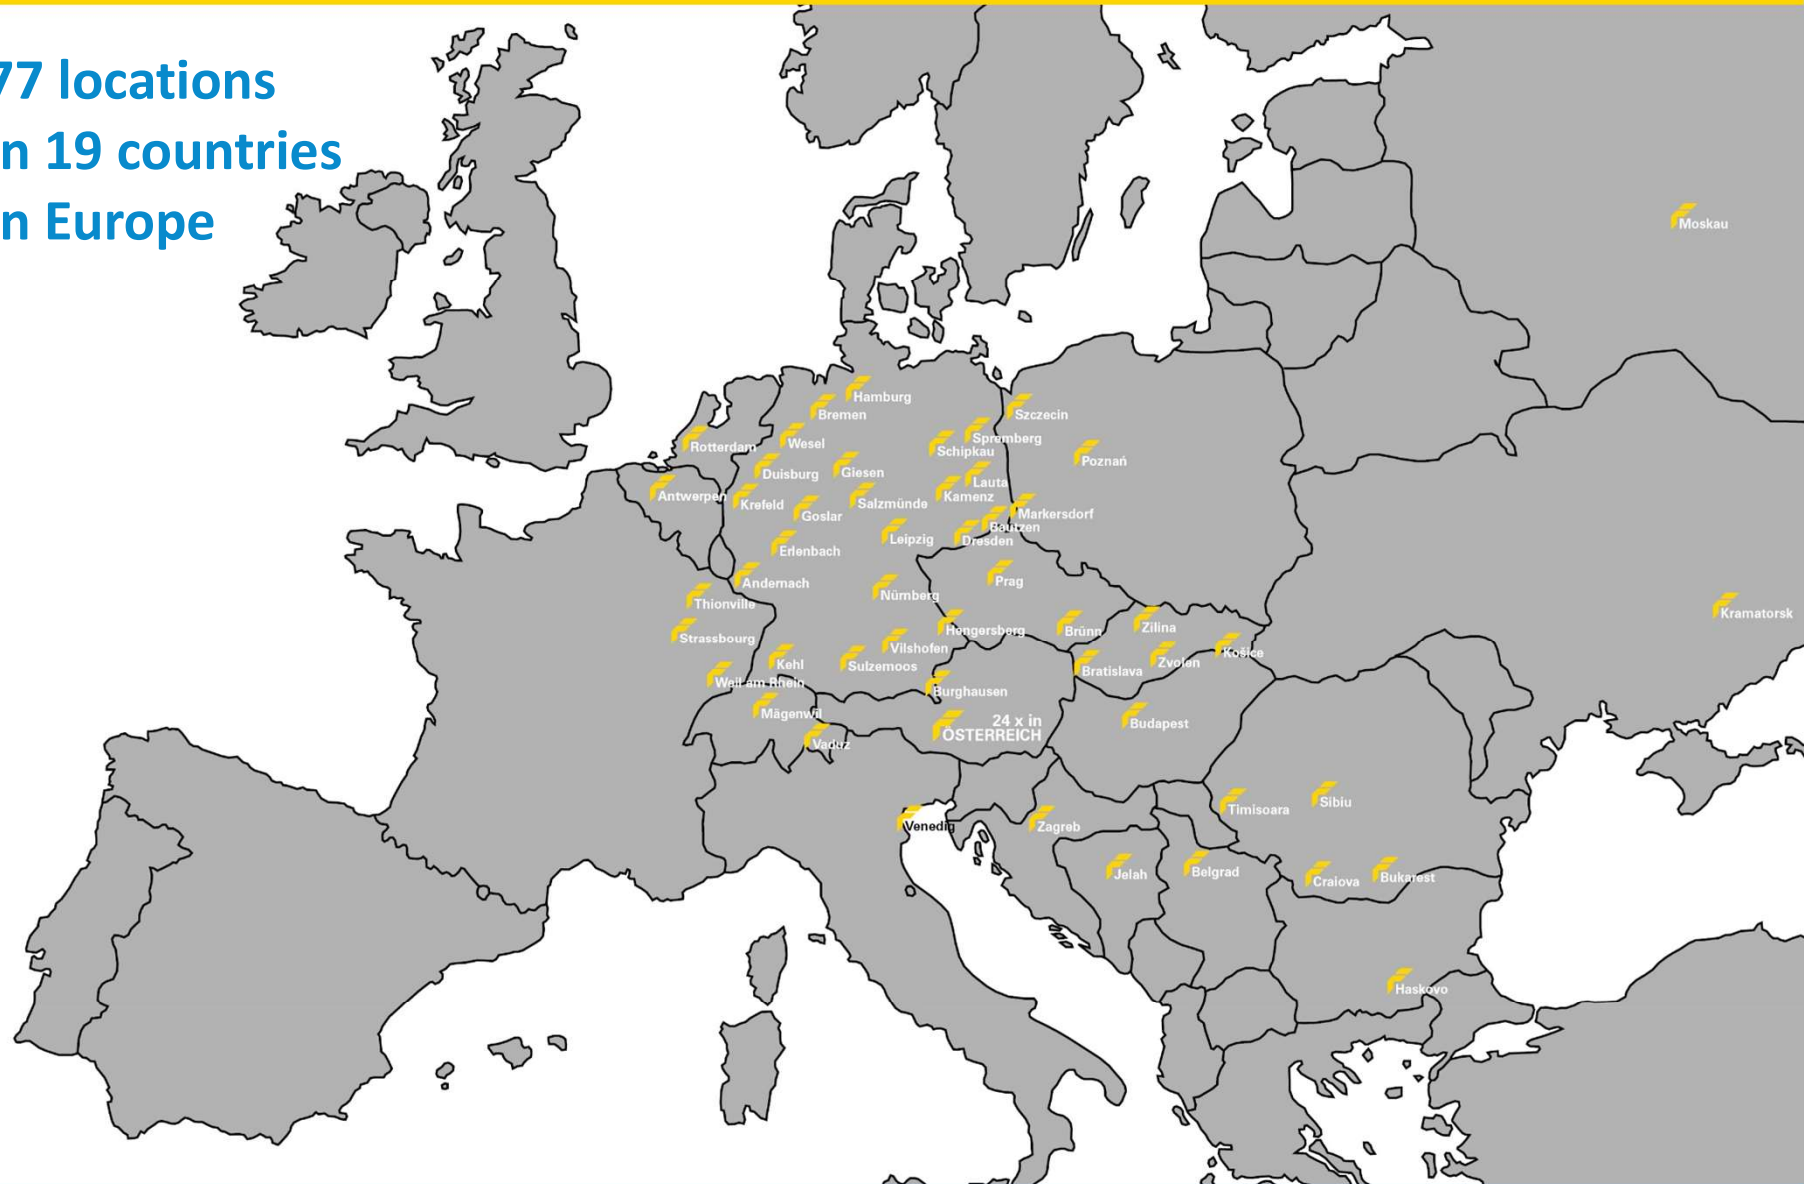 77 locations
n 19 countries
n Europe
Moskau
Hamburg
Bremen
Szczecin
Rotterdam
Wesel
Spremberg
Schipkau
Poznań
Duisburg
Giesen
Lauta
Antwerpen
Krefeld
Salzmünde
Kamenz
Goslar
Markersdorf
Bautzen
Leipzig
Dresden
Erlenbach
Andernach
Prag
Nürnberg
Thionville
Kramatorsk
Strassbourg
Hengersberg
Brünn
Zilina
Vilshofen
Košice
Kehl
Sulzemoos
Zvolen
Bratislava
Weil am Rhein
Burghausen
Mägenwil
24 x in
ÖSTERREICH
Budapest
Vaduz
Timisoara
Sibiu
Venedig
Zagreb
Jelah
Belgrad
Craiova
Bukarest
Haskovo